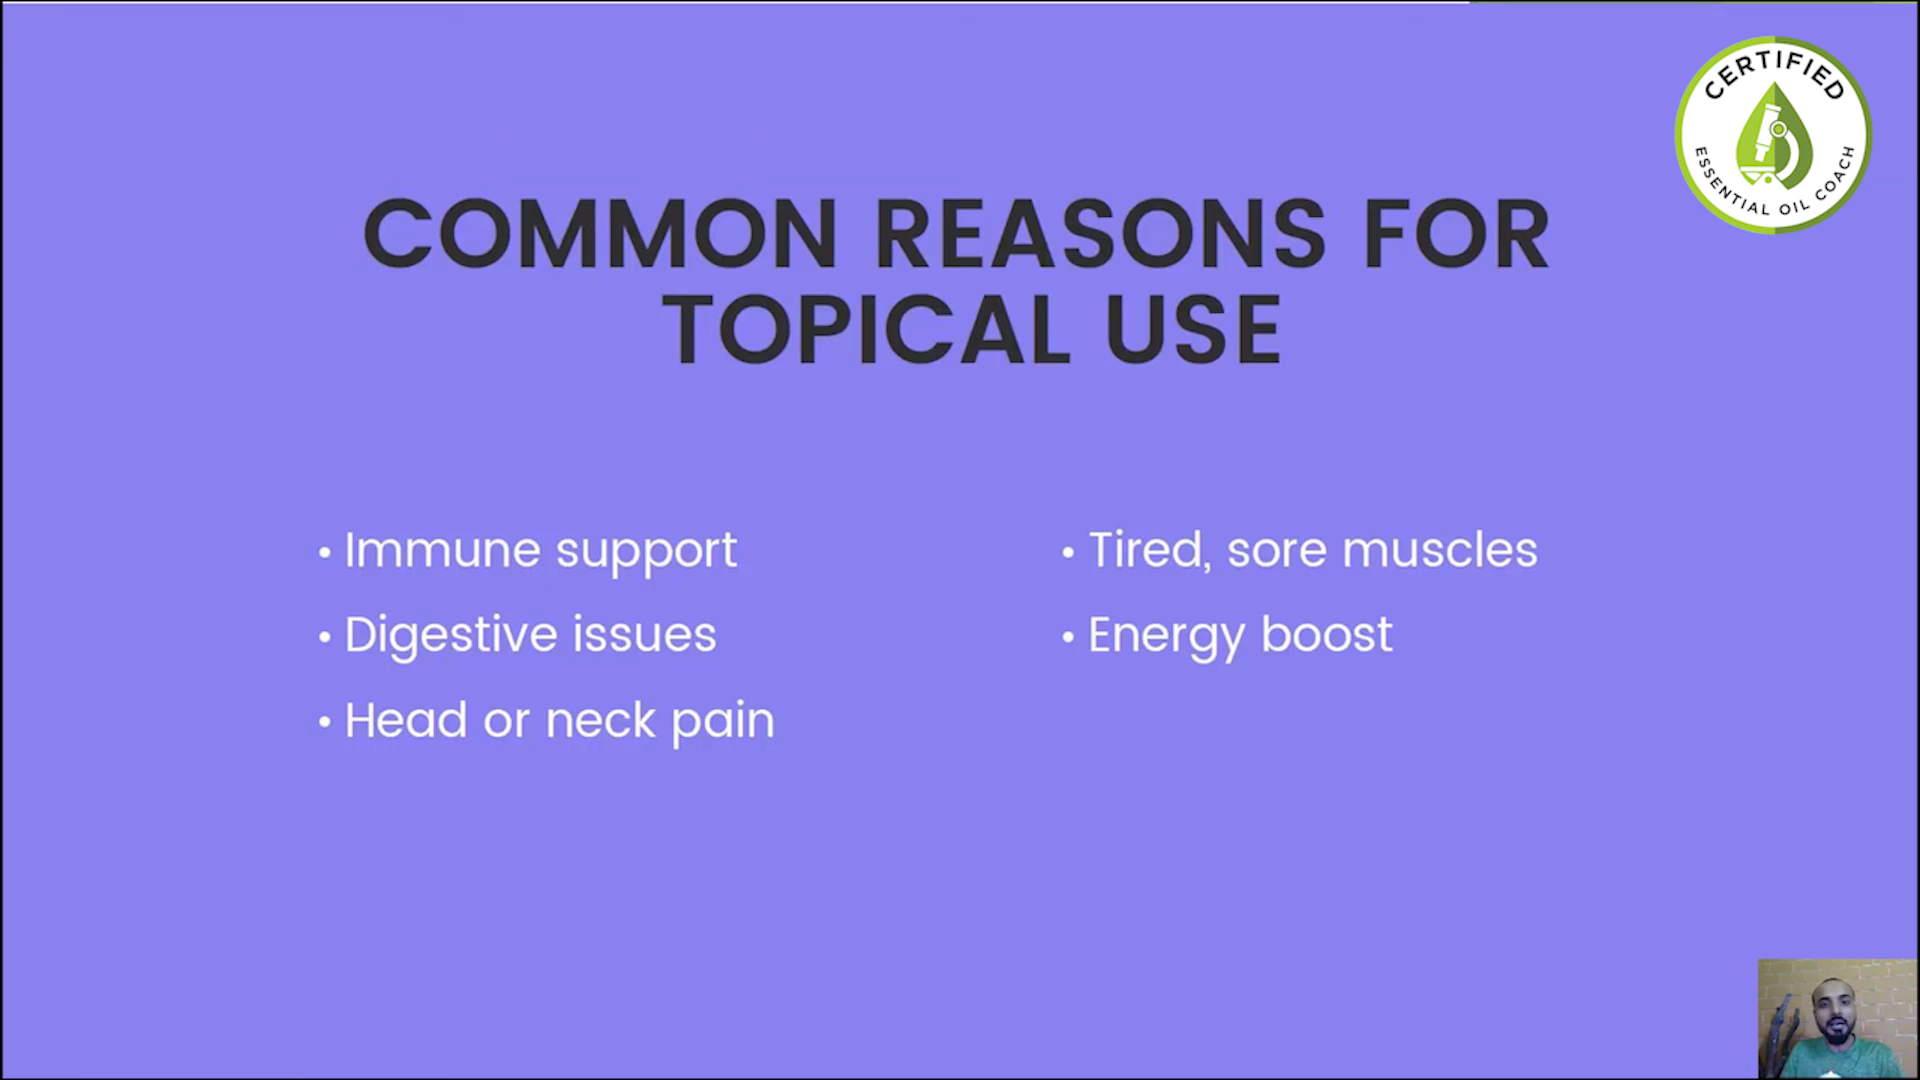 CERTIFIED
ESSENTIAL OIL COACH
COMMON REASONS FOR
TOPICAL USE
• Immune support
• Digestive issues
• Head or neck pain
• Tired, sore muscles
• Energy boost